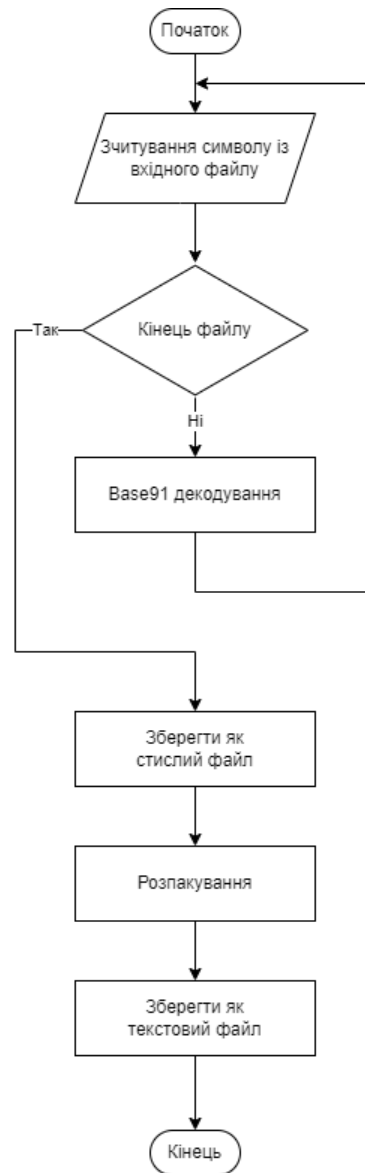 Початок
Зчитування символу із
вхідного файлу
Кінець файлу
Так
Ні
Base91 декодування
Зберегти як
стислий файл
Розпакування
Зберегти як
текстовий файл
Кінець